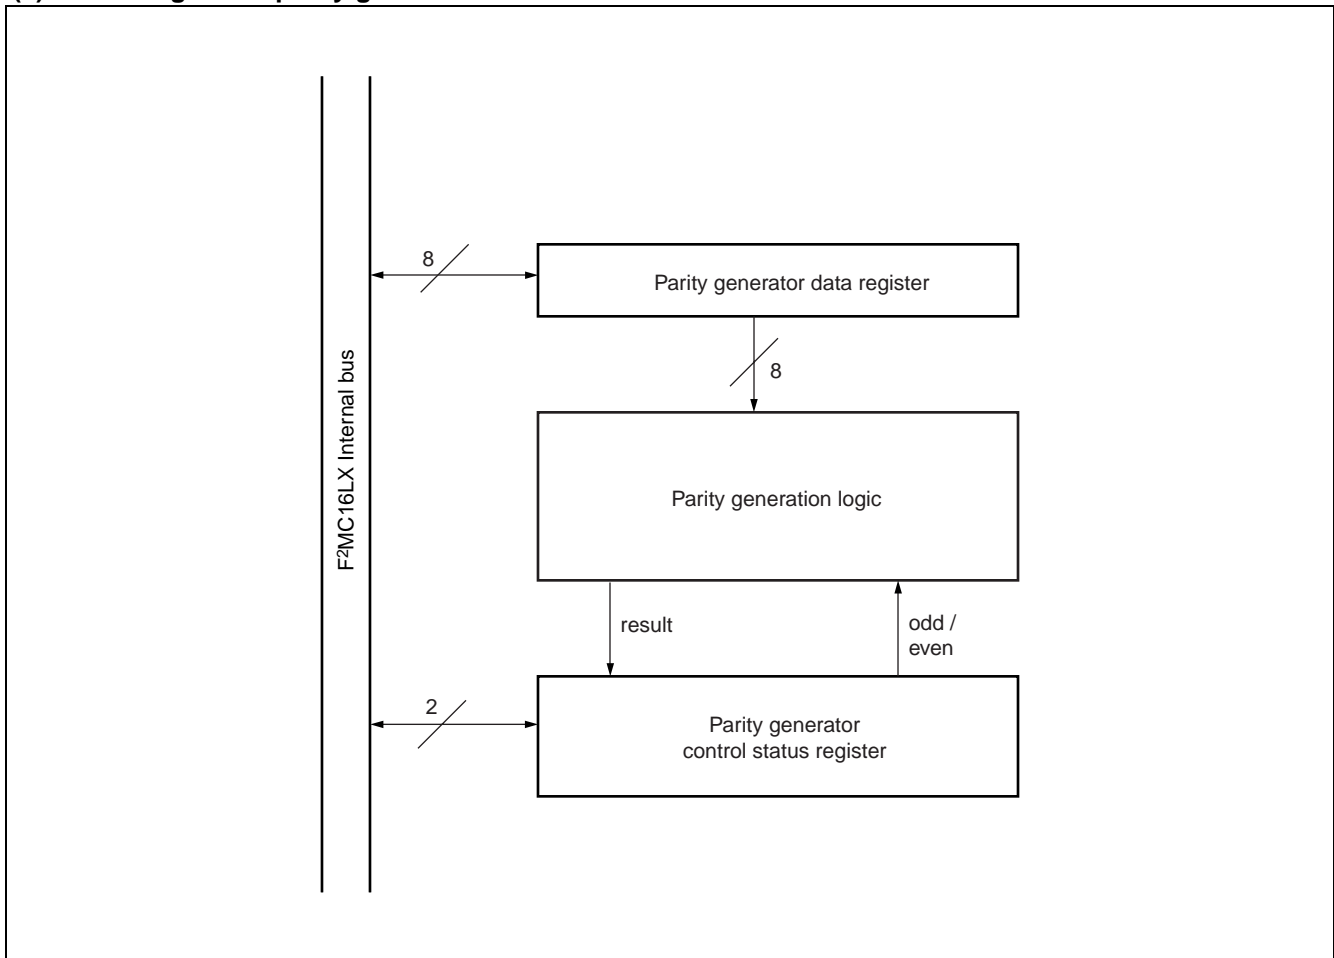 8
Parity generator data register
8
F²MC16LX Internal bus
Parity generation logic
result
odd /
even
2
Parity generator
control status register